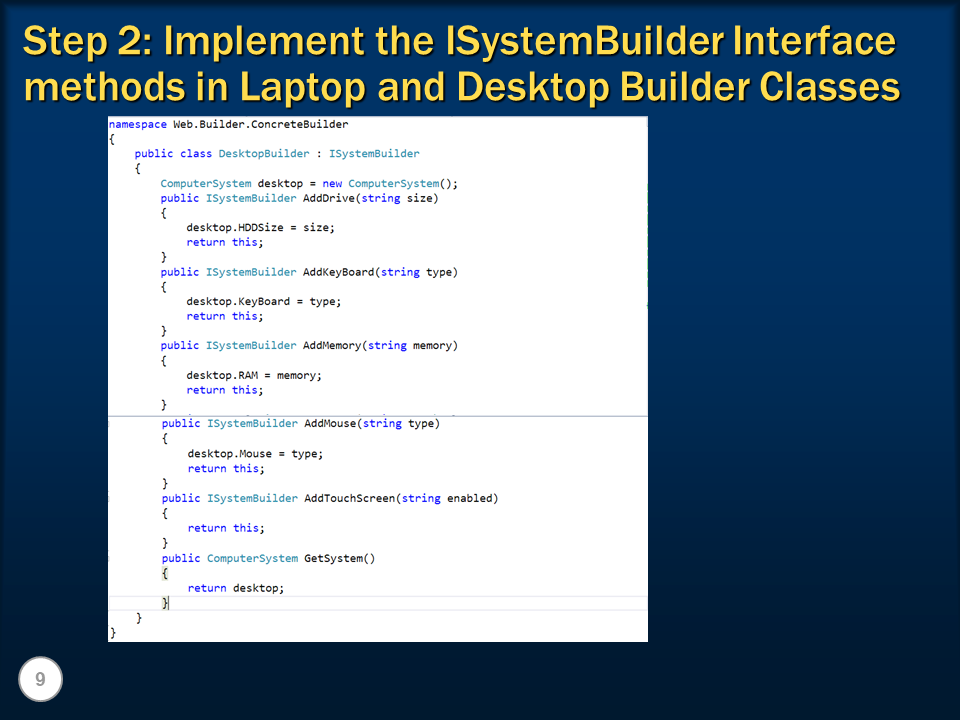 Step 2: Implement the ISystemBuilder Interface
methods in Laptop and Desktop Builder Classes
namespace Web.Builder.ConcreteBuilder
{
    public class DesktopBuilder : ISystemBuilder
    {
        ComputerSystem desktop = new ComputerSystem();
        public ISystemBuilder AddDrive(string size)
        {
            desktop.HDDSize = size;
            return this;
        }
        public ISystemBuilder AddKeyBoard(string type)
        {
            desktop.KeyBoard = type;
            return this;
        }
        public ISystemBuilder AddMemory(string memory)
        {
            desktop.RAM = memory;
            return this;
        }
        public ISystemBuilder AddMouse(string type)
        {
            desktop.Mouse = type;
            return this;
        }
        public ISystemBuilder AddTouchScreen(string enabled)
        {
            return this;
        }
        public ComputerSystem GetSystem()
        {
            return desktop;
        }
    }
}
9